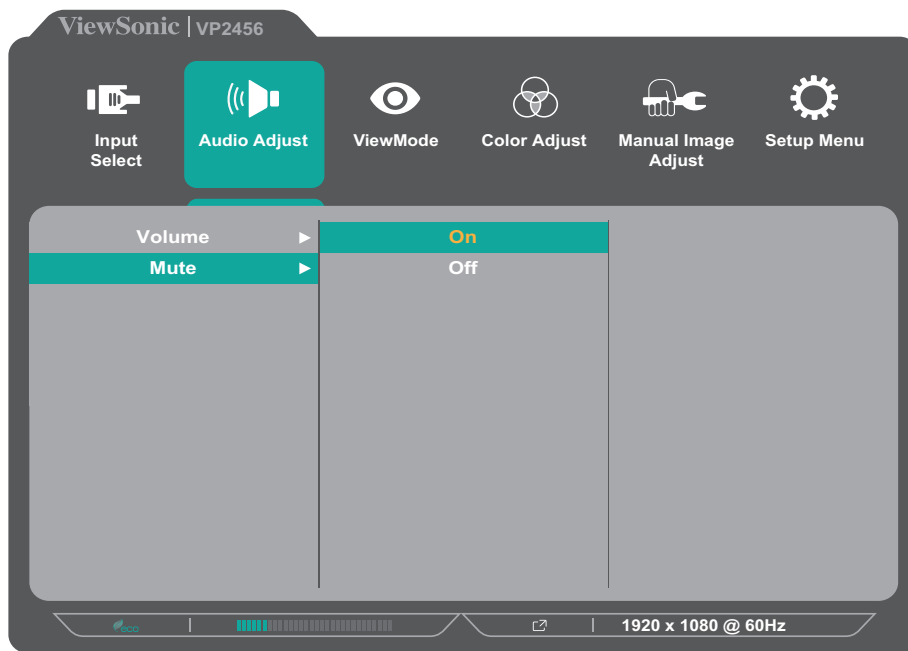 ViewSonic | VP2456
Input Select
Audio Adjust
ViewMode
Color Adjust
Manual Image Adjust
Setup Menu
Volume
On
Mute
Off
eco
1920 x 1080 @ 60Hz